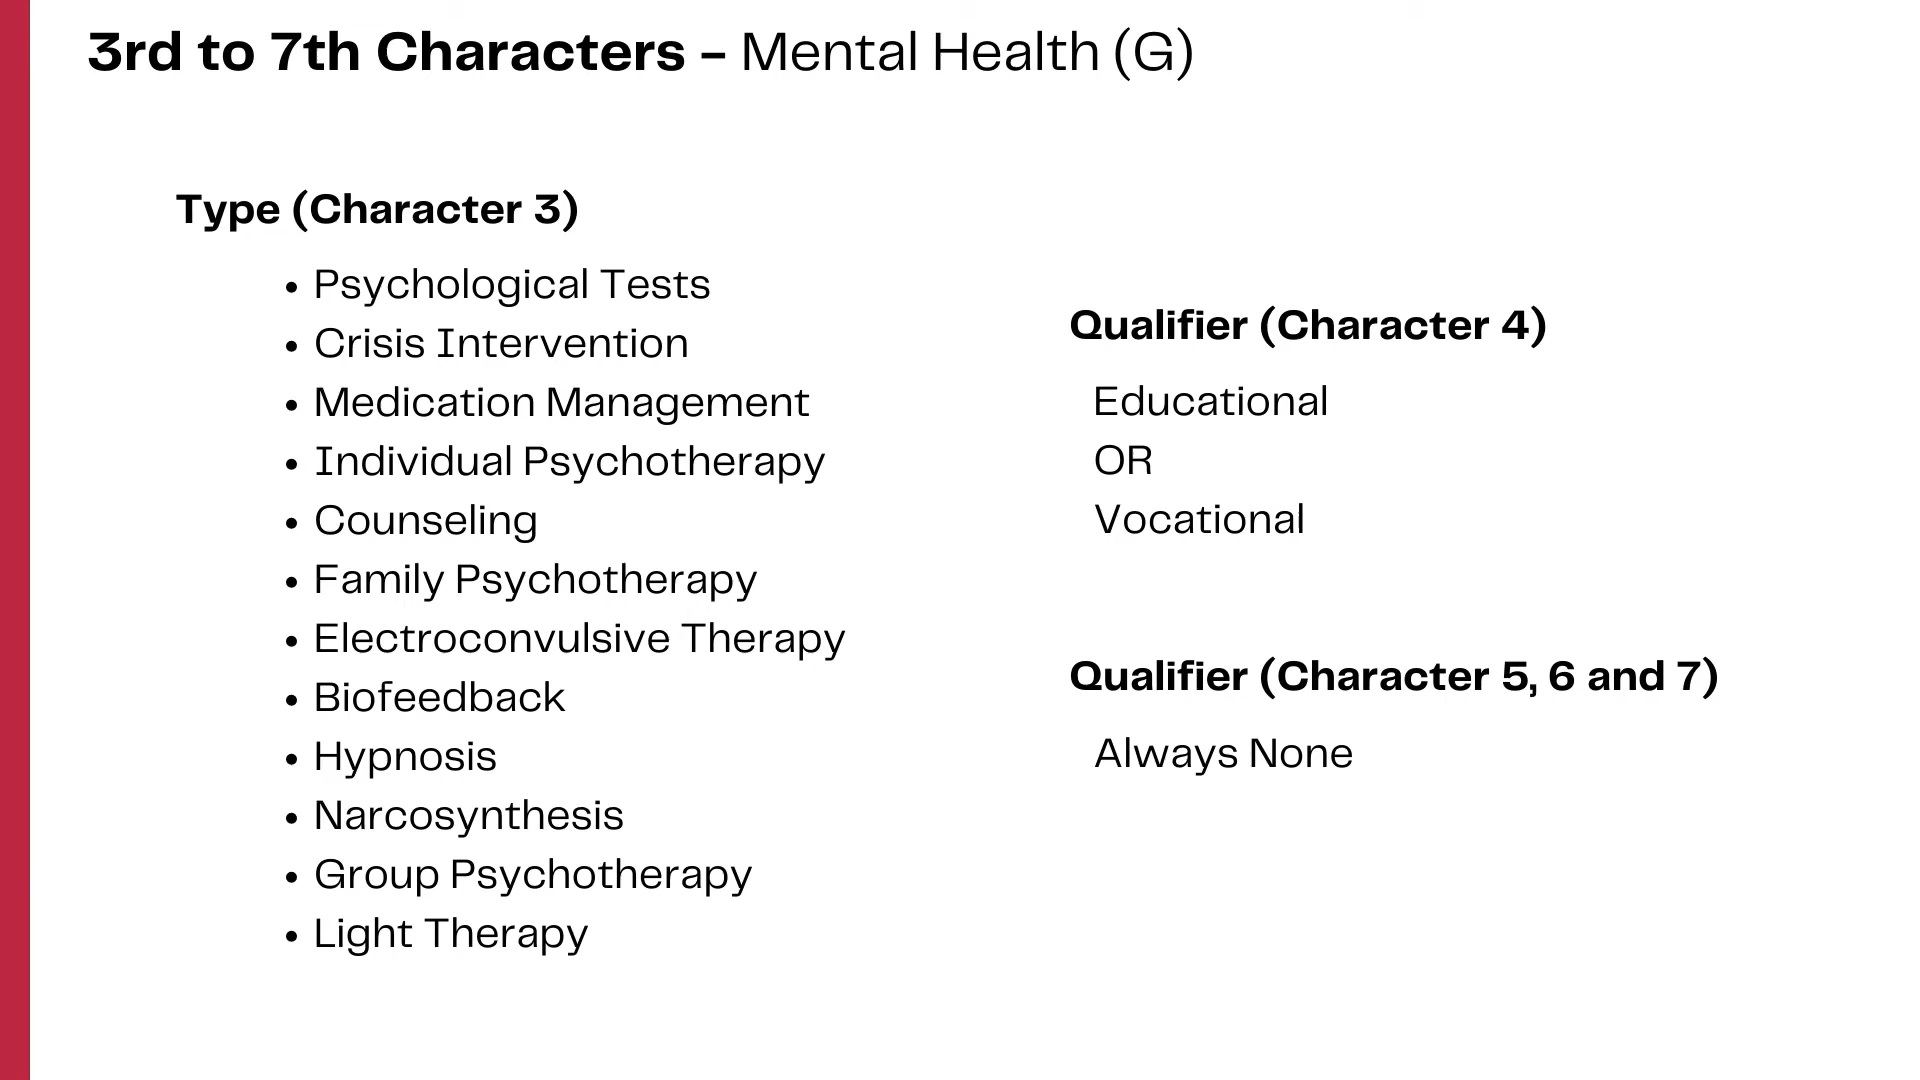 3rd to 7th Characters – Mental Health (G)
Type (Character 3)
• Psychological Tests
• Crisis Intervention
• Medication Management
• Individual Psychotherapy
• Counseling
• Family Psychotherapy
• Electroconvulsive Therapy
• Biofeedback
• Hypnosis
• Narcosynthesis
• Group Psychotherapy
• Light Therapy
Qualifier (Character 4)
Educational
OR
Vocational
Qualifier (Character 5, 6 and 7)
Always None